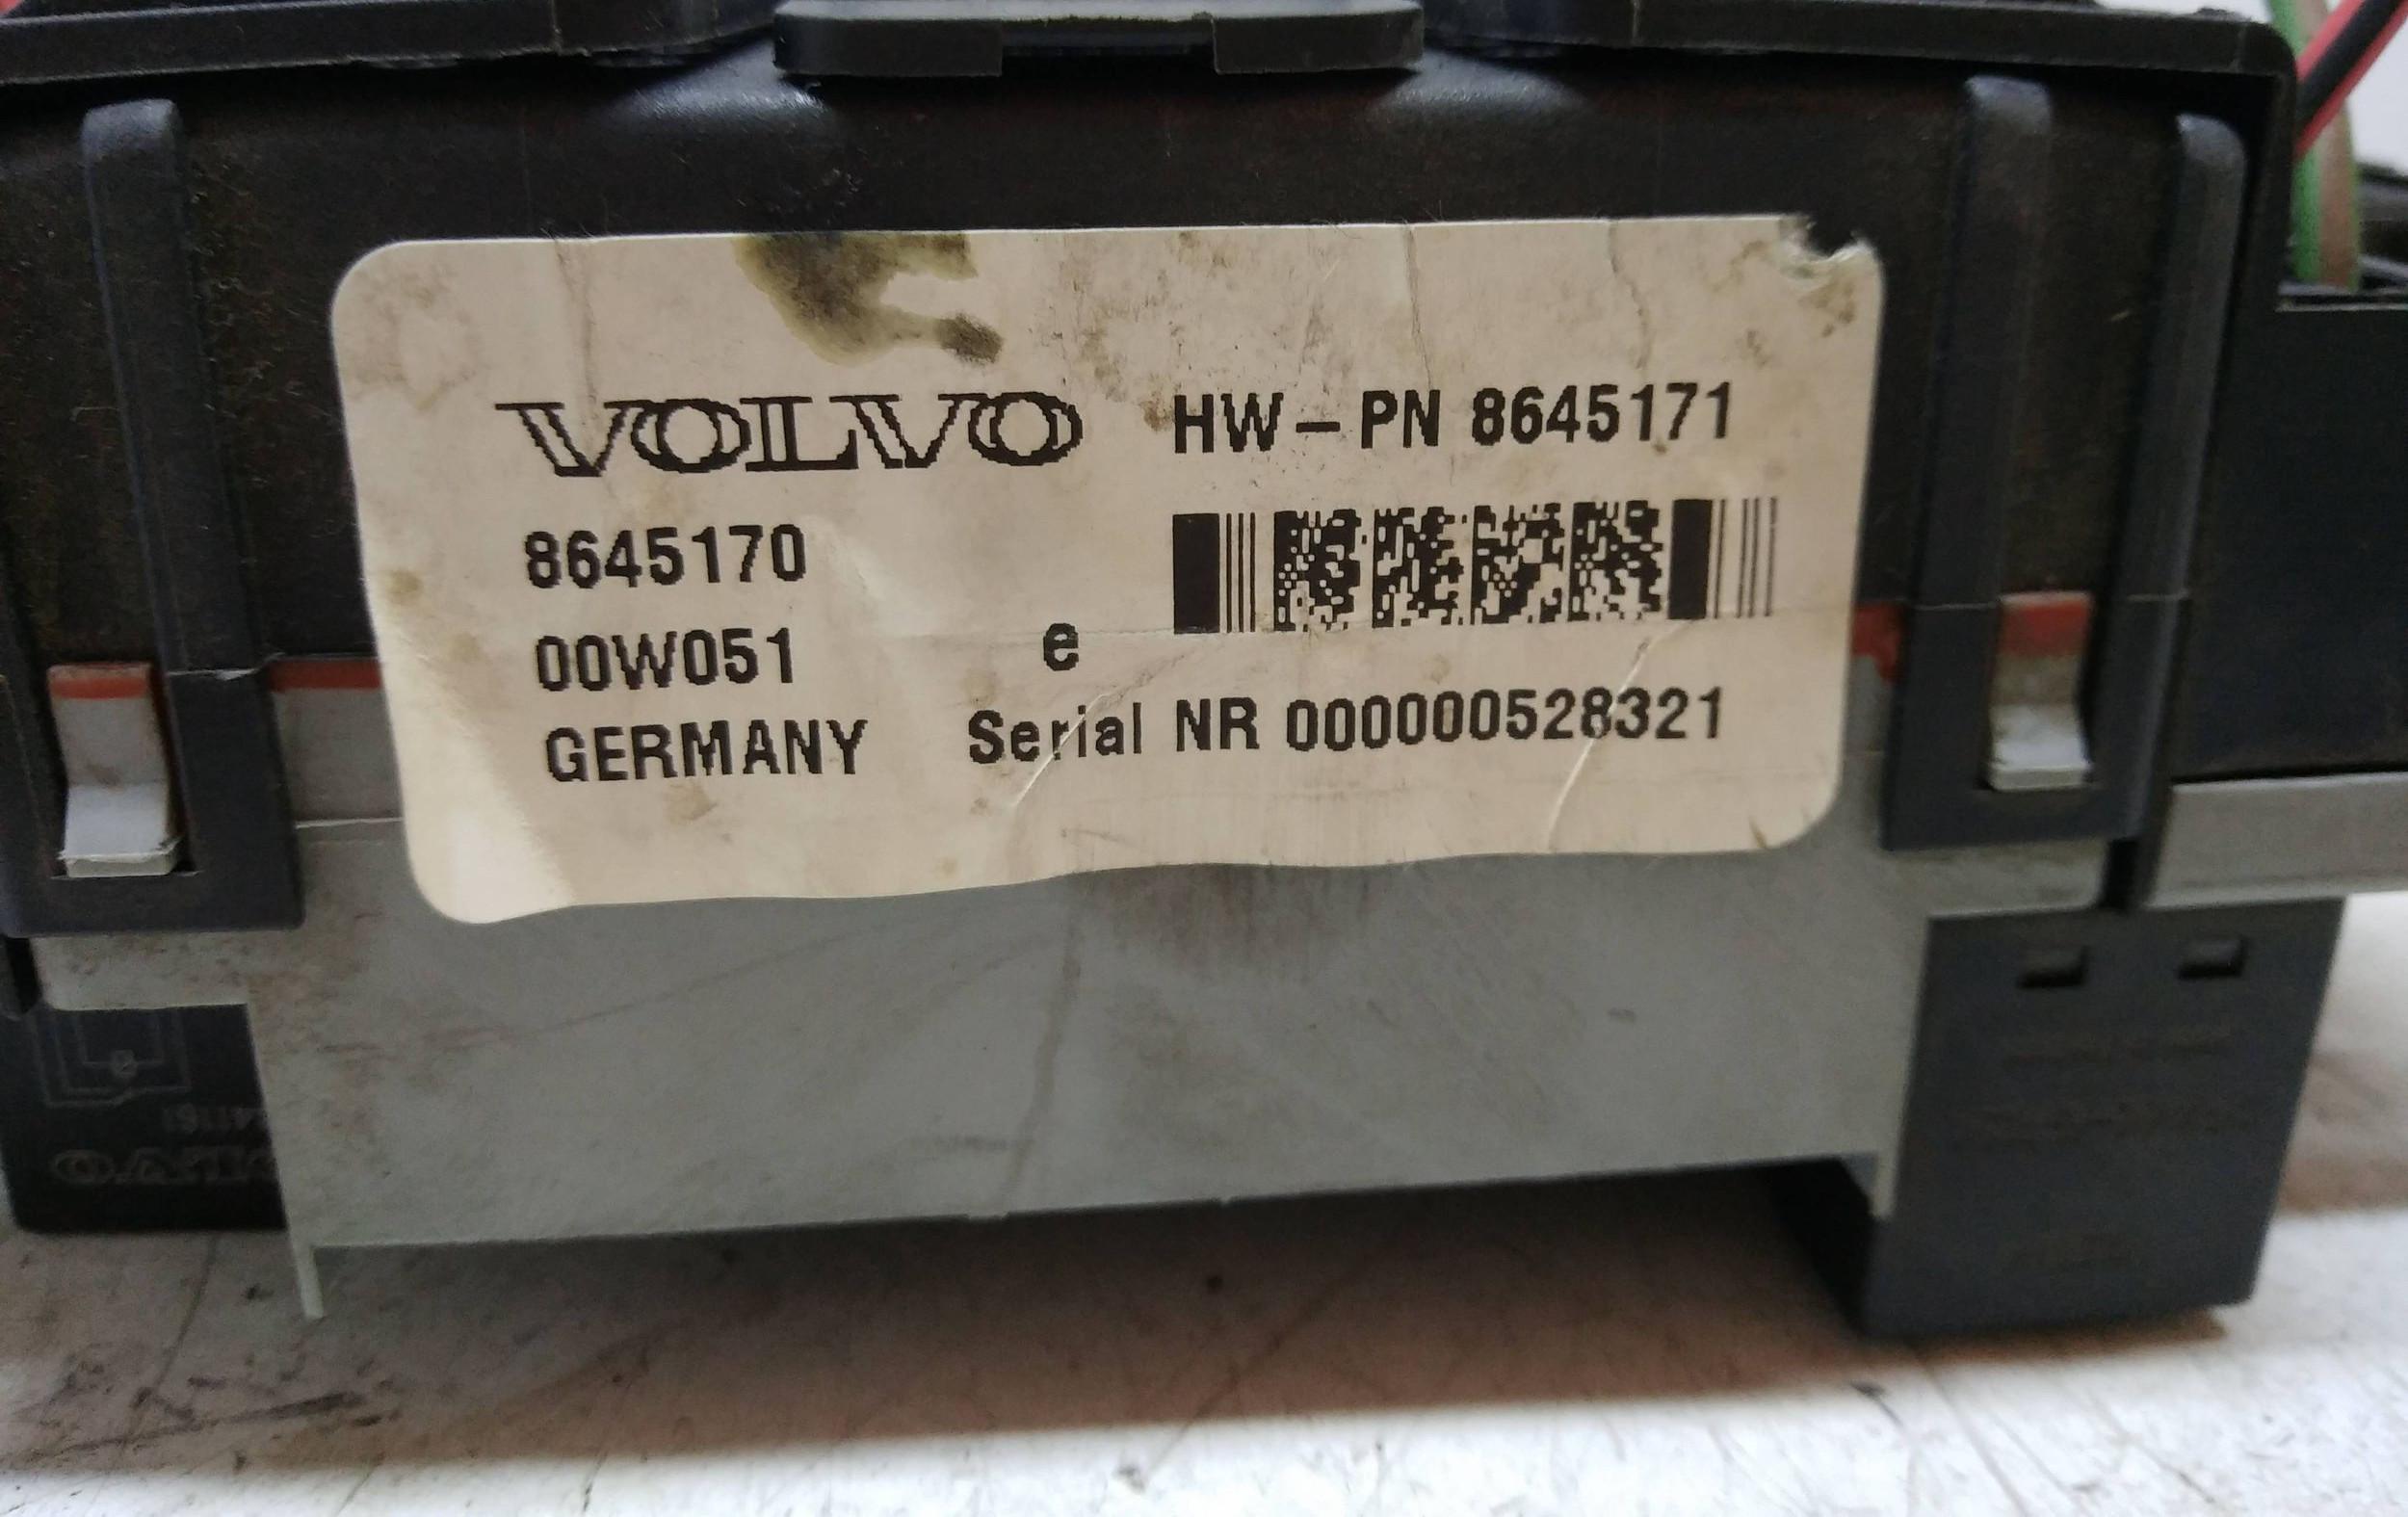 VOLVO HW-PN 8645171
8645170
00W051 e
GERMANY Serial NR 000000528321